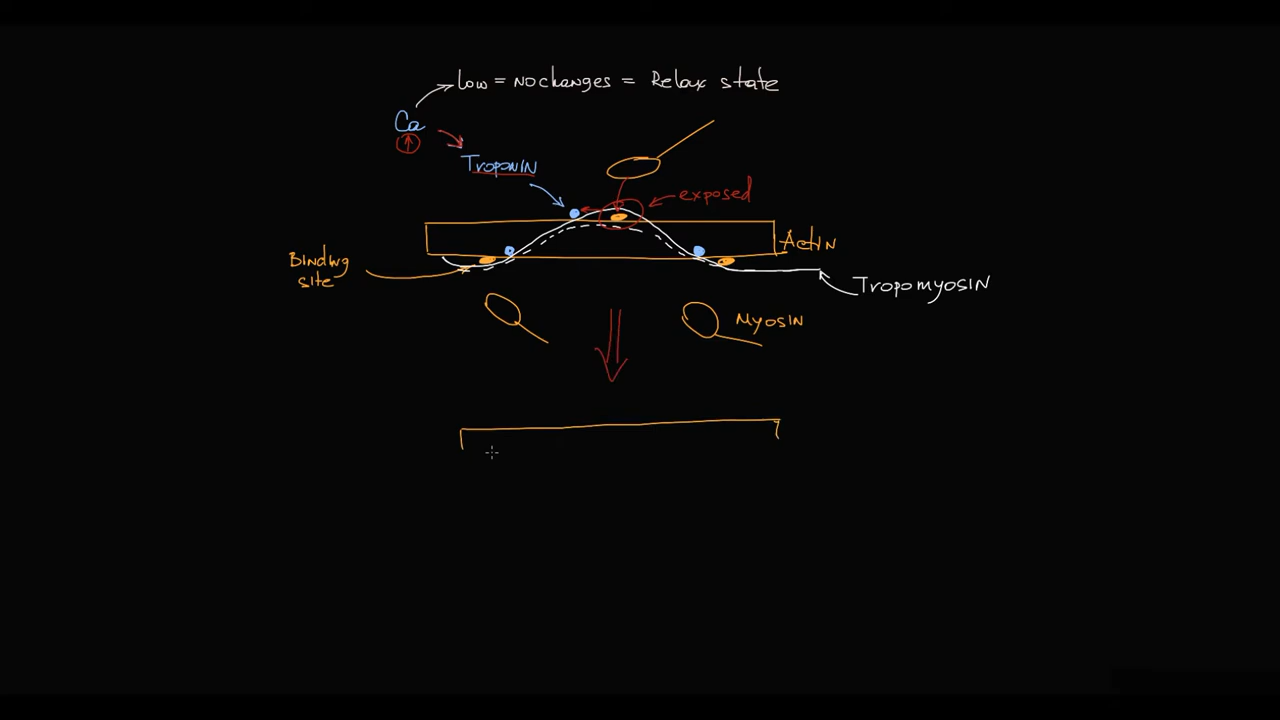 Low = no changes = Relax state
Ca
Troponin
exposed
Actin
Binding
site
Tropomyosin
Myosin